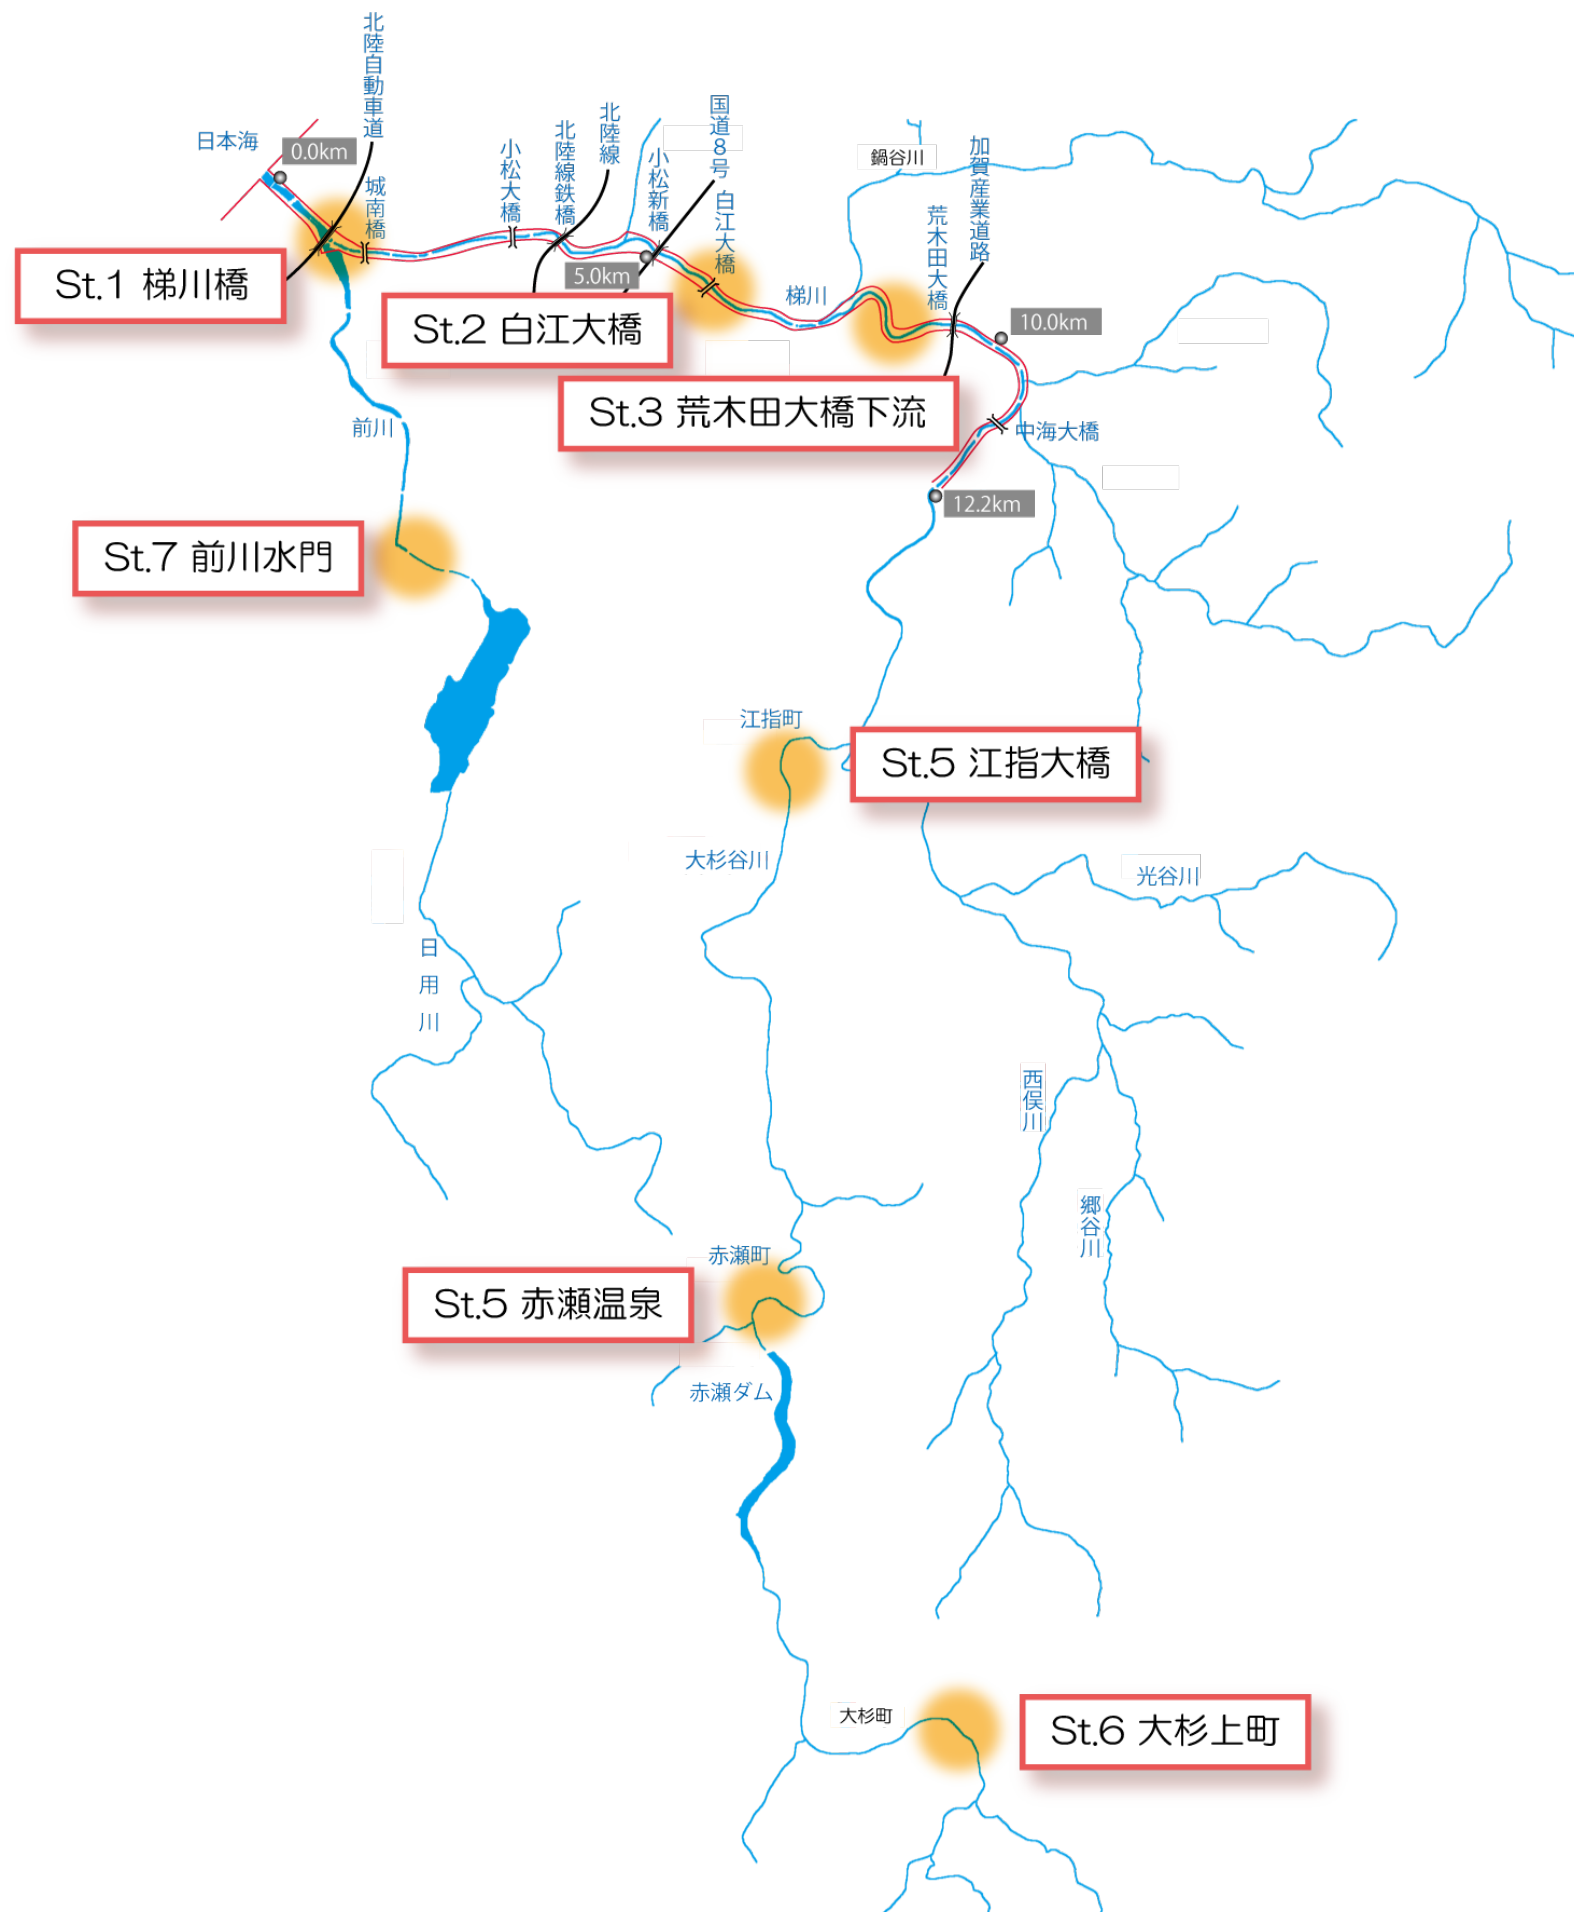 北陸自動車道
日本海
0.0km
城南橋
小松大橋
北陸線鉄橋
北陸線
小松新橋
国道8号
白江大橋
鍋谷川
加賀産業道路
荒木田大橋
St.1 梯川橋
5.0km
梯川
St.2 白江大橋
10.0km
St.3 荒木田大橋下流
前川
中海大橋
12.2km
St.7 前川水門
江指町
St.5 江指大橋
大杉谷川
光谷川
日用川
西俣川
郷谷川
赤瀬町
St.5 赤瀬温泉
赤瀬ダム
大杉町
St.6 大杉上町